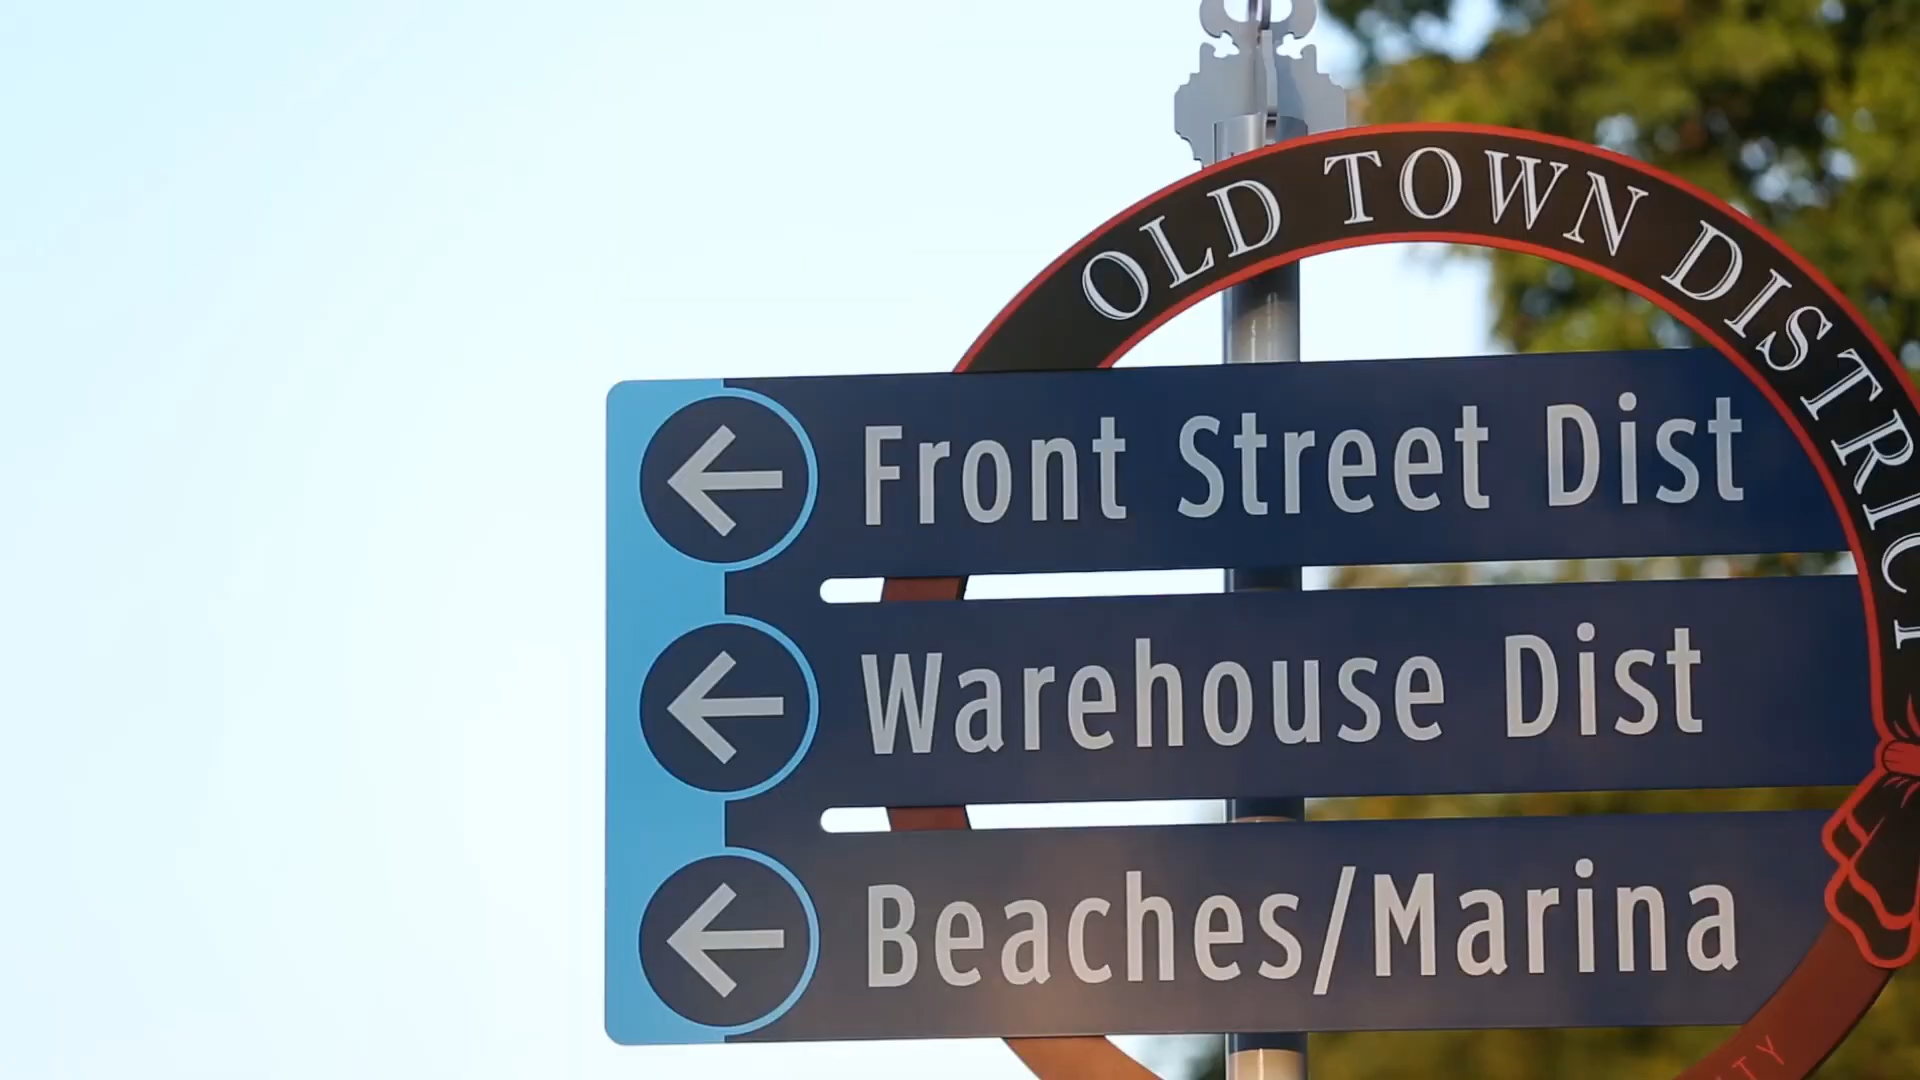 OLD TOWN DISTRICT
Front Street Dist
Warehouse Dist
Beaches/Marina